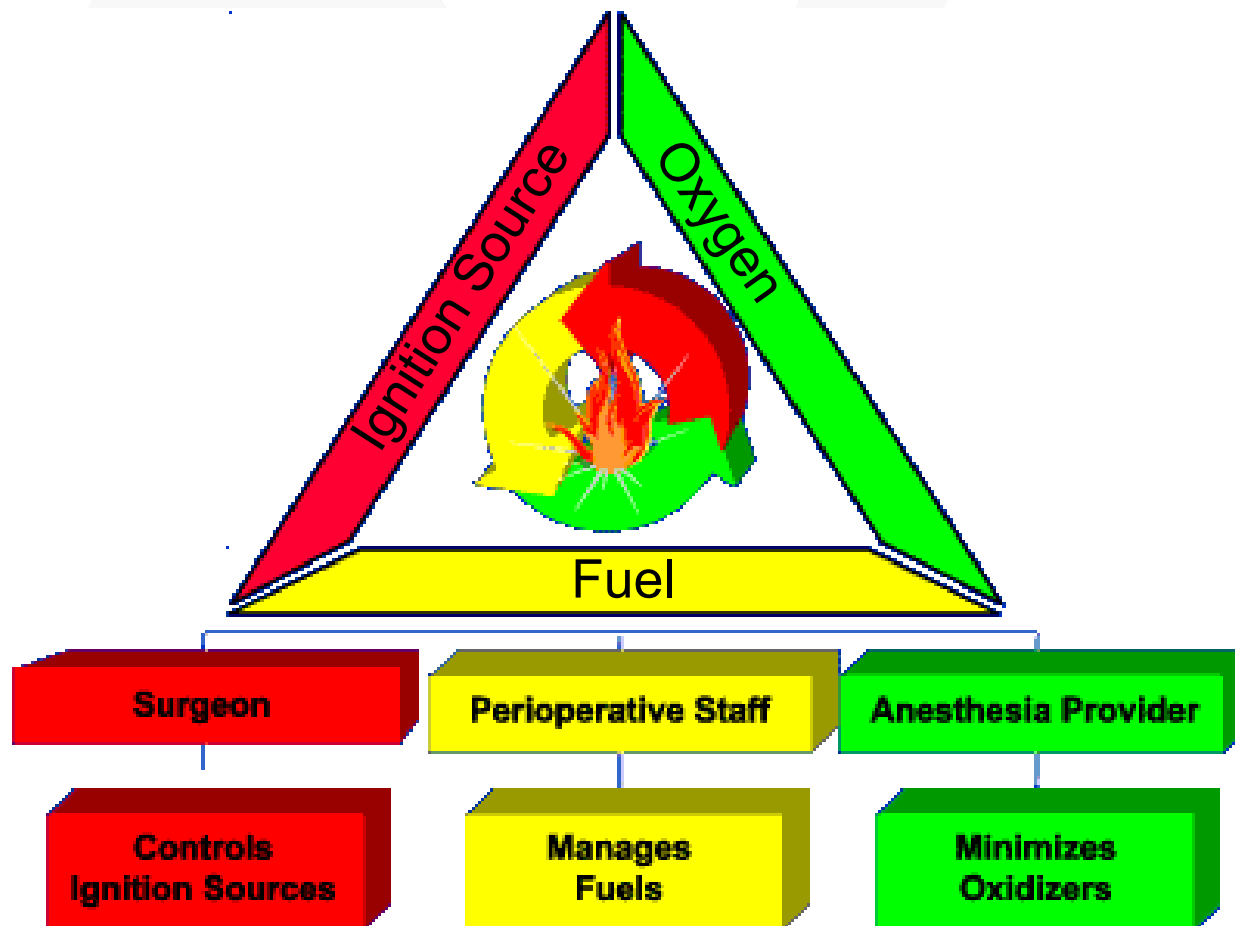 Ignition Source
Oxygen
Fuel
Surgeon
Perioperative Staff
Anesthesia Provider
Controls
Ignition Sources
Manages
Fuels
Minimizes
Oxidizers